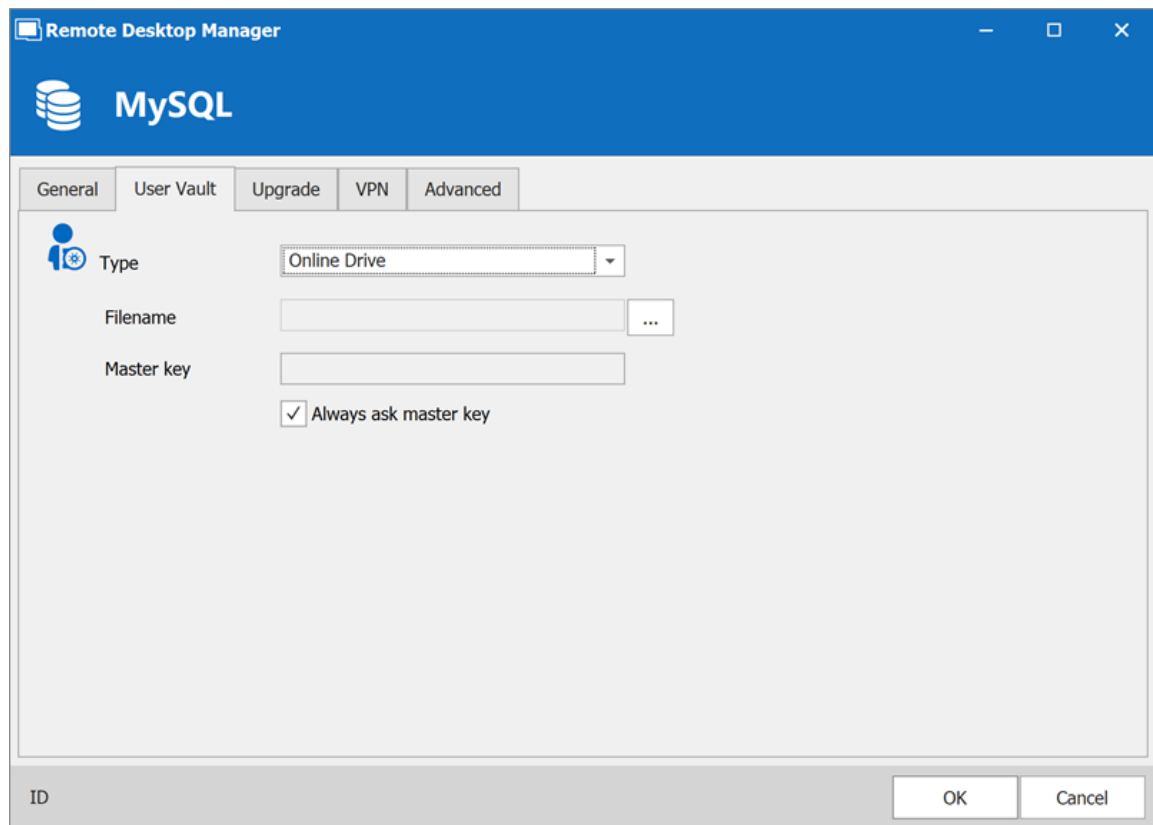 Remote Desktop Manager
MySQL
General User Vault Upgrade VPN Advanced
Type Online Drive
Filename ...
Master key
Always ask master key
ID OK Cancel